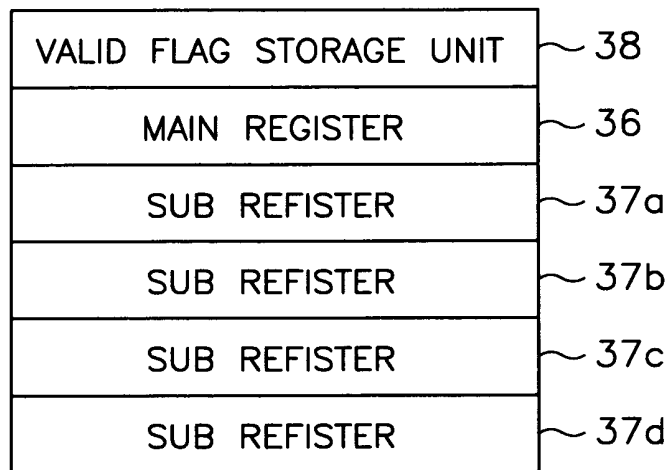 VALID FLAG STORAGE UNIT 38
MAIN REGISTER 36
SUB REFISTER 37a
SUB REFISTER 37b
SUB REFISTER 37c
SUB REFISTER 37d